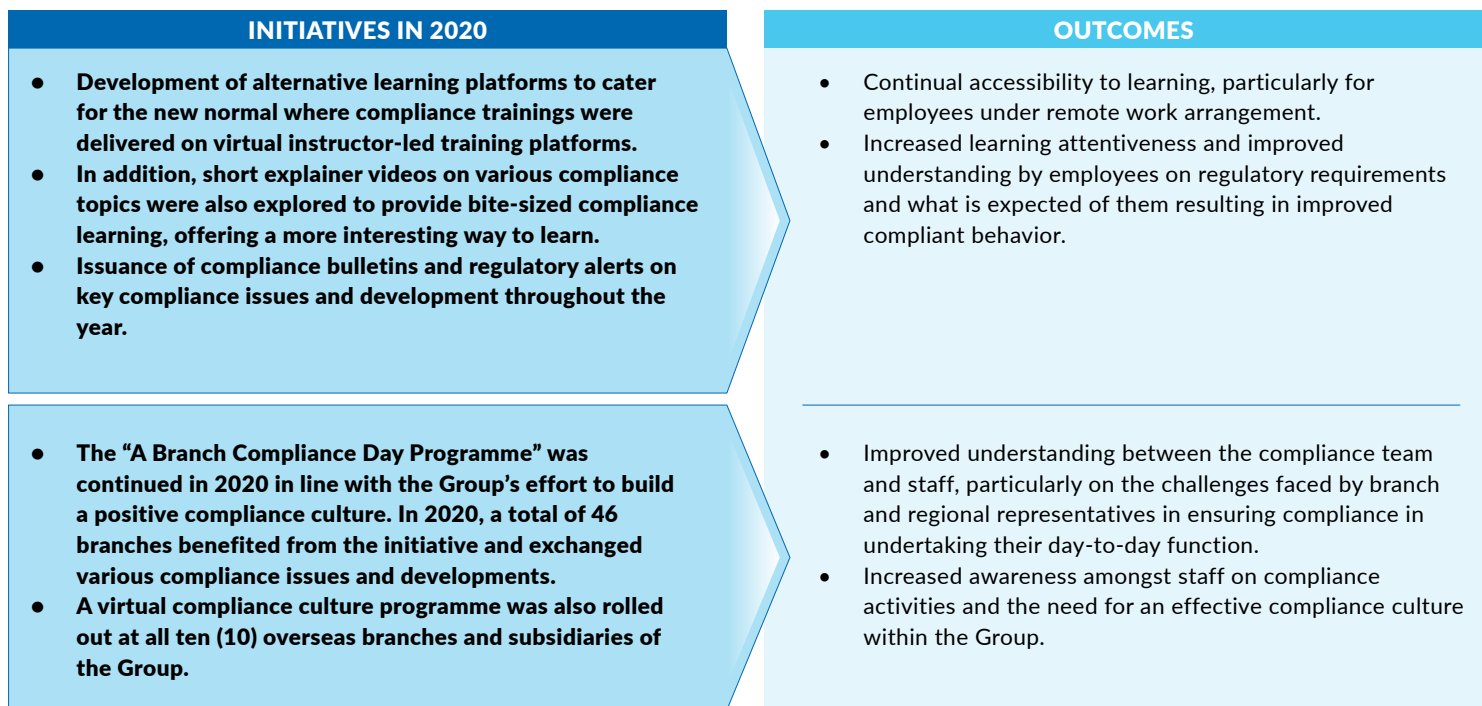 INITIATIVES IN 2020
● Development of alternative learning platforms to cater
for the new normal where compliance trainings were
delivered on virtual instructor-led training platforms.
● In addition, short explainer videos on various compliance
topics were also explored to provide bite-sized compliance
learning, offering a more interesting way to learn.
● Issuance of compliance bulletins and regulatory alerts on
key compliance issues and development throughout the
year.
OUTCOMES
• Continual accessibility to learning, particularly for
employees under remote work arrangement.
• Increased learning attentiveness and improved
understanding by employees on regulatory requirements
and what is expected of them resulting in improved
compliant behavior.
● The “A Branch Compliance Day Programme” was
continued in 2020 in line with the Group’s effort to build
a positive compliance culture. In 2020, a total of 46
branches benefited from the initiative and exchanged
various compliance issues and developments.
● A virtual compliance culture programme was also rolled
out at all ten (10) overseas branches and subsidiaries of
the Group.
• Improved understanding between the compliance team
and staff, particularly on the challenges faced by branch
and regional representatives in ensuring compliance in
undertaking their day-to-day function.
• Increased awareness amongst staff on compliance
activities and the need for an effective compliance culture
within the Group.